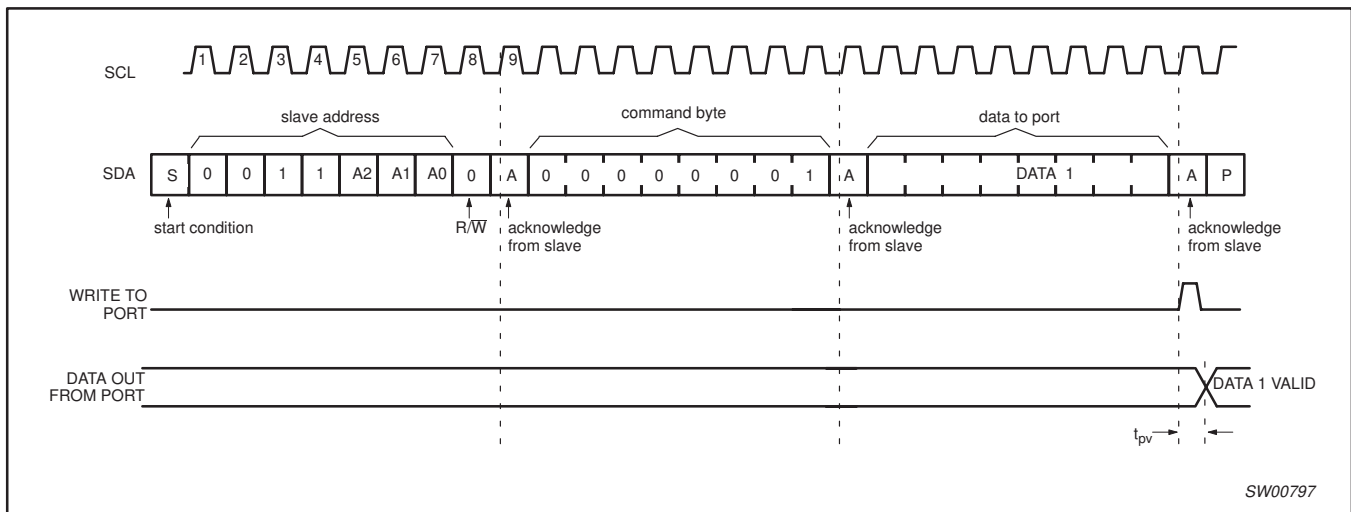 SCL 1 2 3 4 5 6 7 8 9
slave address command byte data to port
SDA S 0 0 1 1 A2 A1 A0 0 A 0 0 0 0 0 0 0 1 A DATA 1 A P
start condition R/W̅ acknowledge from slave acknowledge from slave acknowledge from slave
WRITE TO
PORT
DATA OUT
FROM PORT
DATA 1 VALID
tpv
SW00797